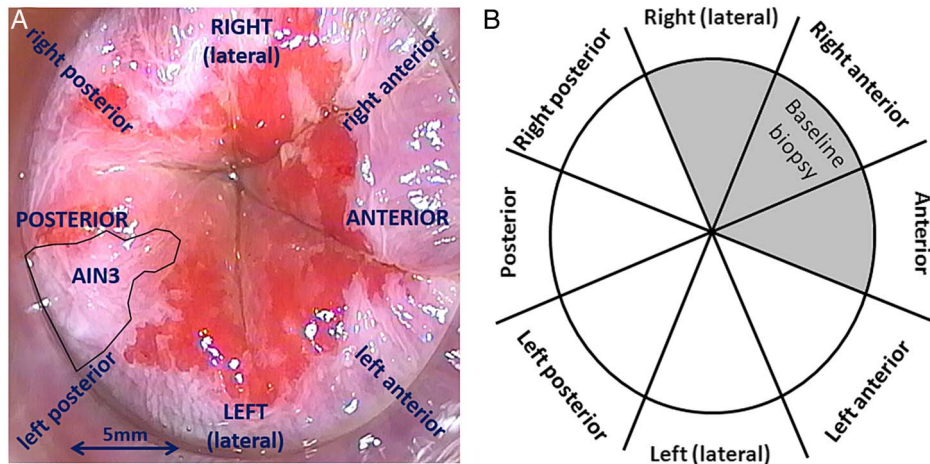 A
RIGHT
(lateral)
right posterior
right anterior
POSTERIOR
ANTERIOR
AIN3
left posterior
left anterior
LEFT
(lateral)
5mm
B
Right (lateral)
Right posterior
Right anterior
Baseline
biopsy
Posterior
Anterior
Left posterior
Left anterior
Left (lateral)